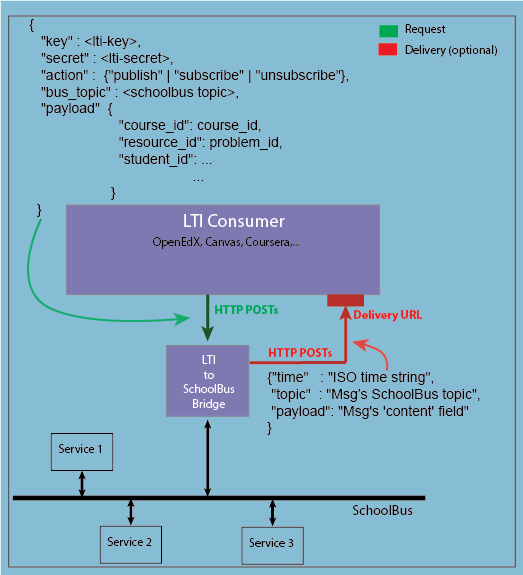 {
"key" : <lti-key>,
"secret" : <lti-secret>,
"action" : {"publish" | "subscribe" | "unsubscribe"},
"bus_topic" : <schoolbus topic>,
"payload" {
"course_id": course_id,
"resource_id": problem_id,
"student_id": ...
...
}
}
Request
Delivery (optional)
LTI Consumer
OpenEdX, Canvas, Coursera,...
HTTP POSTs
Delivery URL
HTTP POSTs
LTI
to
SchoolBus
Bridge
{"time" : "ISO time string",
"topic" : "Msg's SchoolBus topic",
"payload": "Msg's 'content' field"
}
Service 1
SchoolBus
Service 2
Service 3